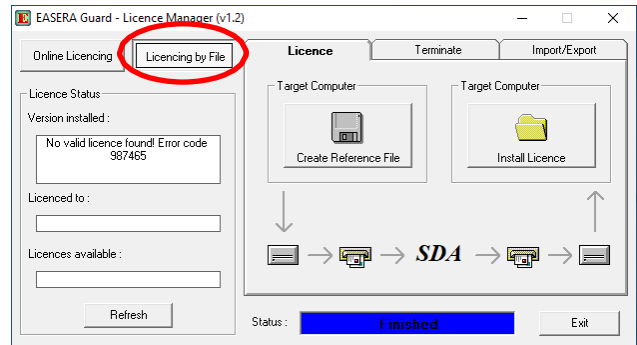 EASERA Guard - Licence Manager (v1.2)
Online Licencing
Licencing by File
Licence
Terminate
Import/Export
Licence Status
Version installed :
No valid licence found! Error code
987465
Licenced to :
Licences available :
Refresh
Target Computer
Create Reference File
Target Computer
Install Licence
SDA
Status :
Finished
Exit